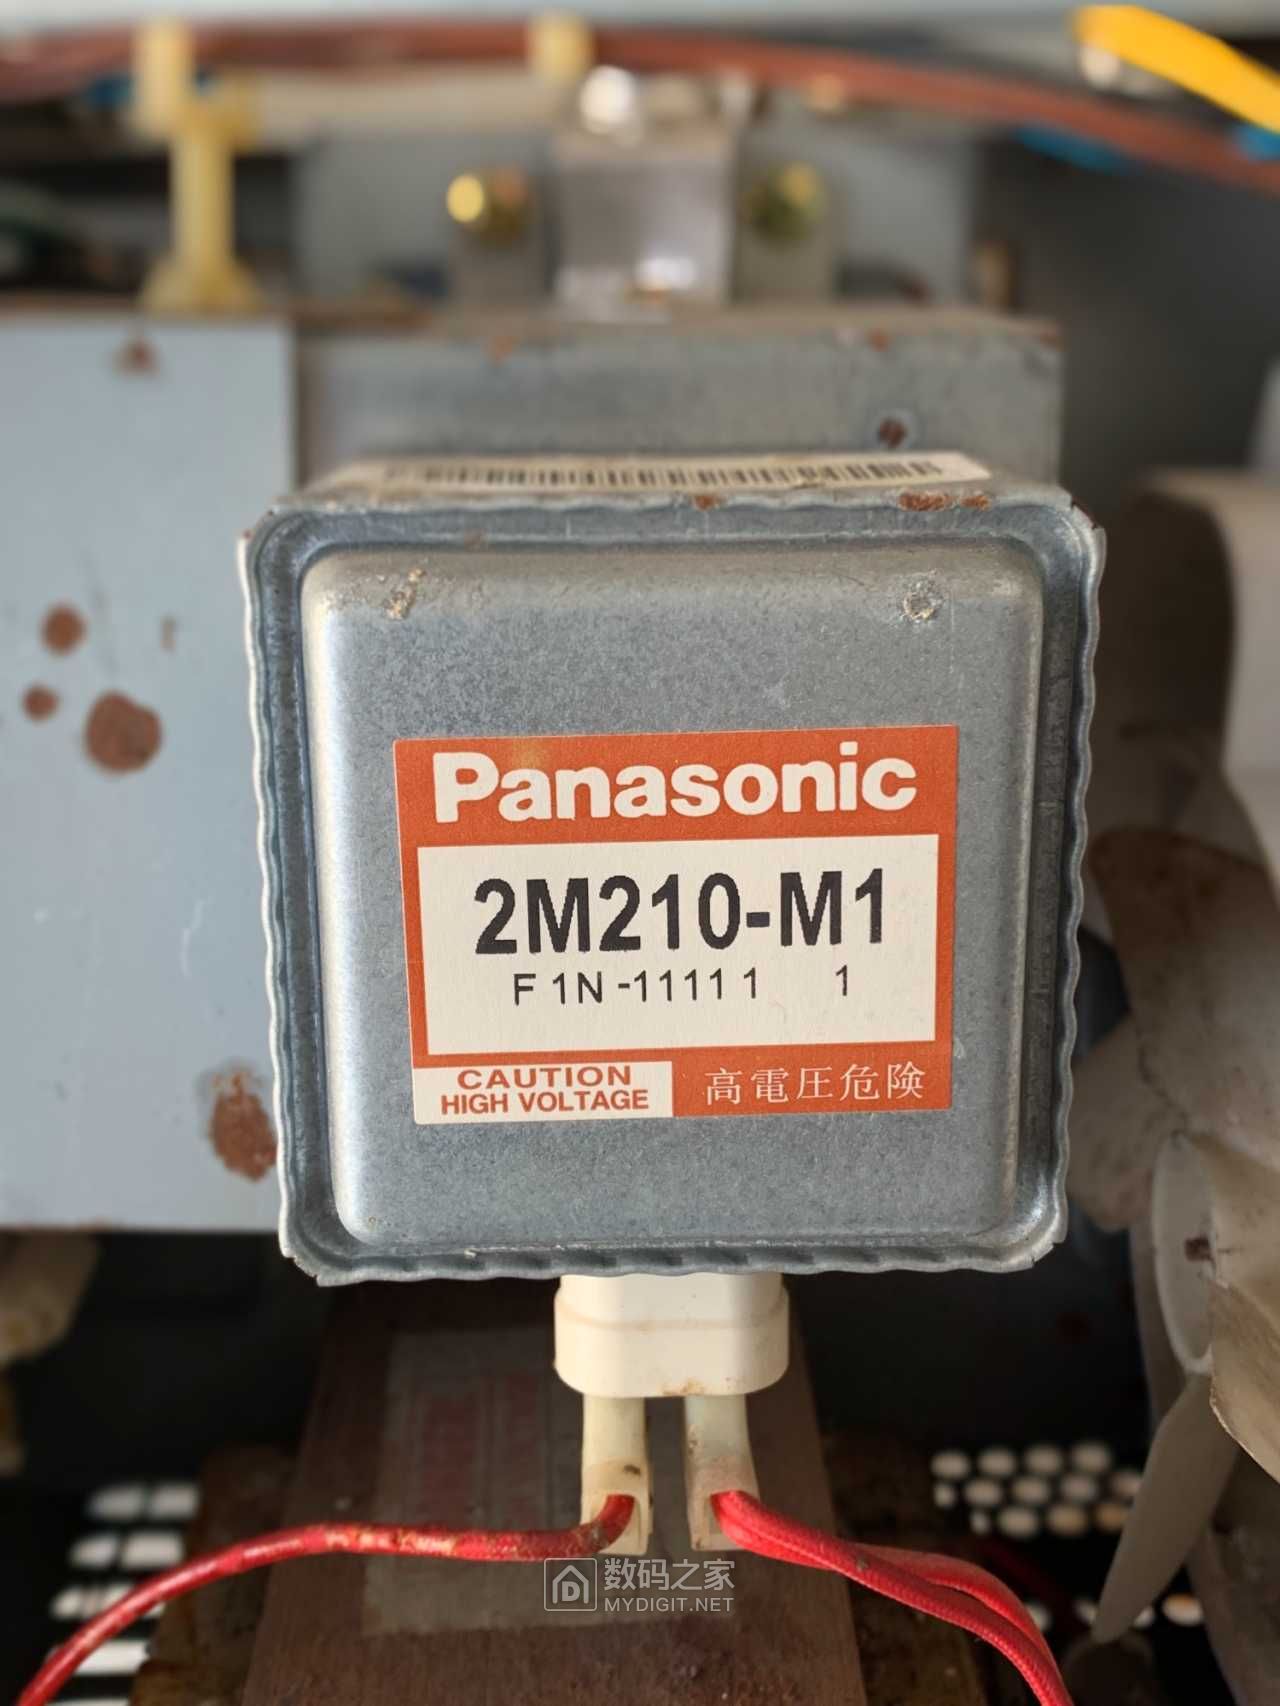 Panasonic
2M210-M1
F 1N -11111 1
CAUTION
HIGH VOLTAGE
高電圧危険
数码之家
MYDIGIT.NET